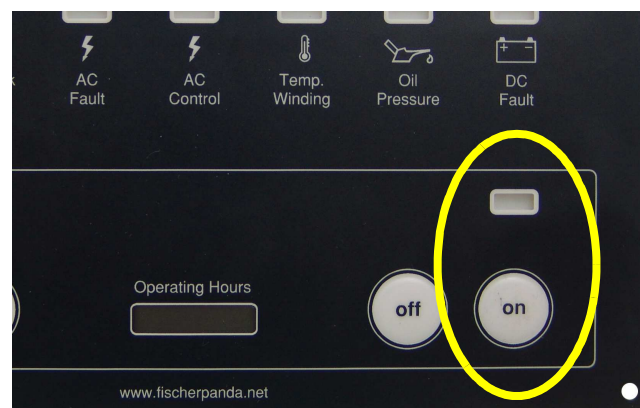 AC
Fault
AC
Control
Temp.
Winding
Oil
Pressure
DC
Fault
Operating Hours
off
on
www.fischerpanda.net